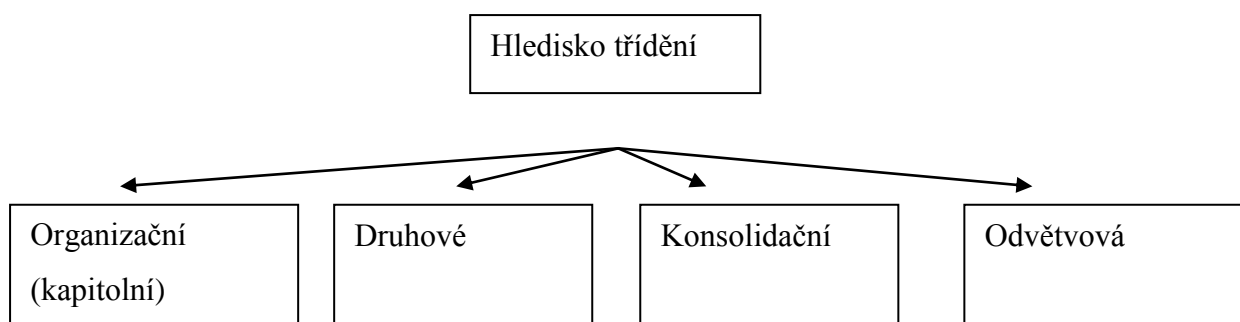 Hledisko třídění
Organizační
(kapitolní)
Druhové
Konsolidační
Odvětvová